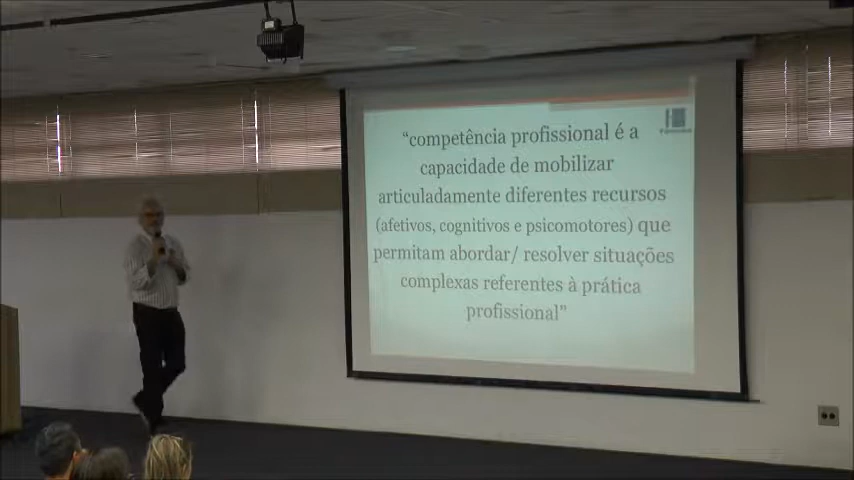 “competência profissional é a
capacidade de mobilizar
articuladamente diferentes recursos
(afetivos, cognitivos e psicomotores) que
permitam abordar/ resolver situações
complexas referentes à prática
profissional”